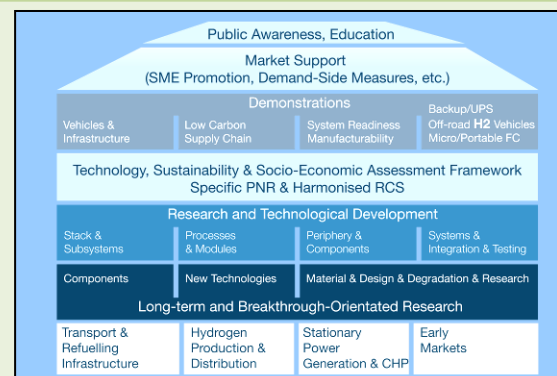 Public Awareness, Education
Market Support
(SME Promotion, Demand-Side Measures, etc.)
Demonstrations
Vehicles &
Infrastructure
Low Carbon
Supply Chain
System Readiness
Manufacturability
Backup/UPS
Off-road H2 Vehicles
Micro/Portable FC
Technology, Sustainability & Socio-Economic Assessment Framework
Specific PNR & Harmonised RCS
Research and Technological Development
Stack &
Subsystems
Processes
& Modules
Periphery &
Components
Systems &
Integration & Testing
Components
New Technologies
Material & Design & Degradation & Research
Long-term and Breakthrough-Orientated Research
Transport &
Refuelling
Infrastructure
Hydrogen
Production &
Distribution
Stationary
Power
Generation & CHP
Early
Markets